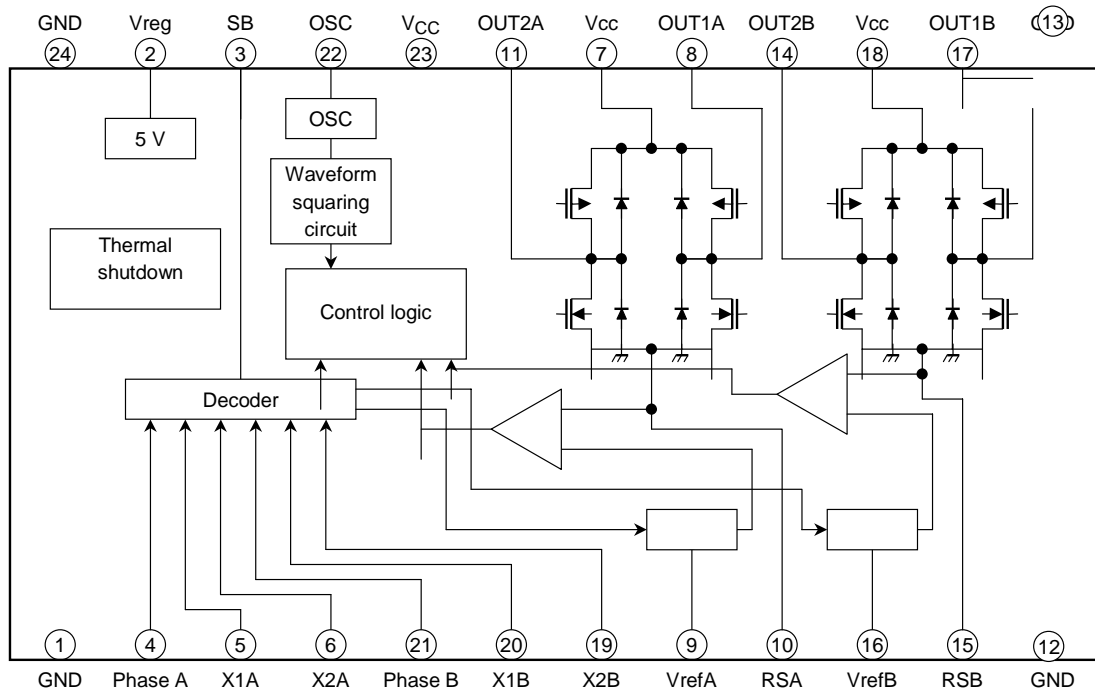 GND Vreg SB OSC VCC OUT2A Vcc OUT1A OUT2B Vcc OUT1B
24 2 3 22 23 11 7 8 14 18 17 13
5 V
OSC
Waveform
squaring
circuit
Thermal
shutdown
Control logic
Decoder
1 4 5 6 21 20 19 9 10 16 15 12
GND Phase A X1A X2A Phase B X1B X2B VrefA RSA VrefB RSB GND